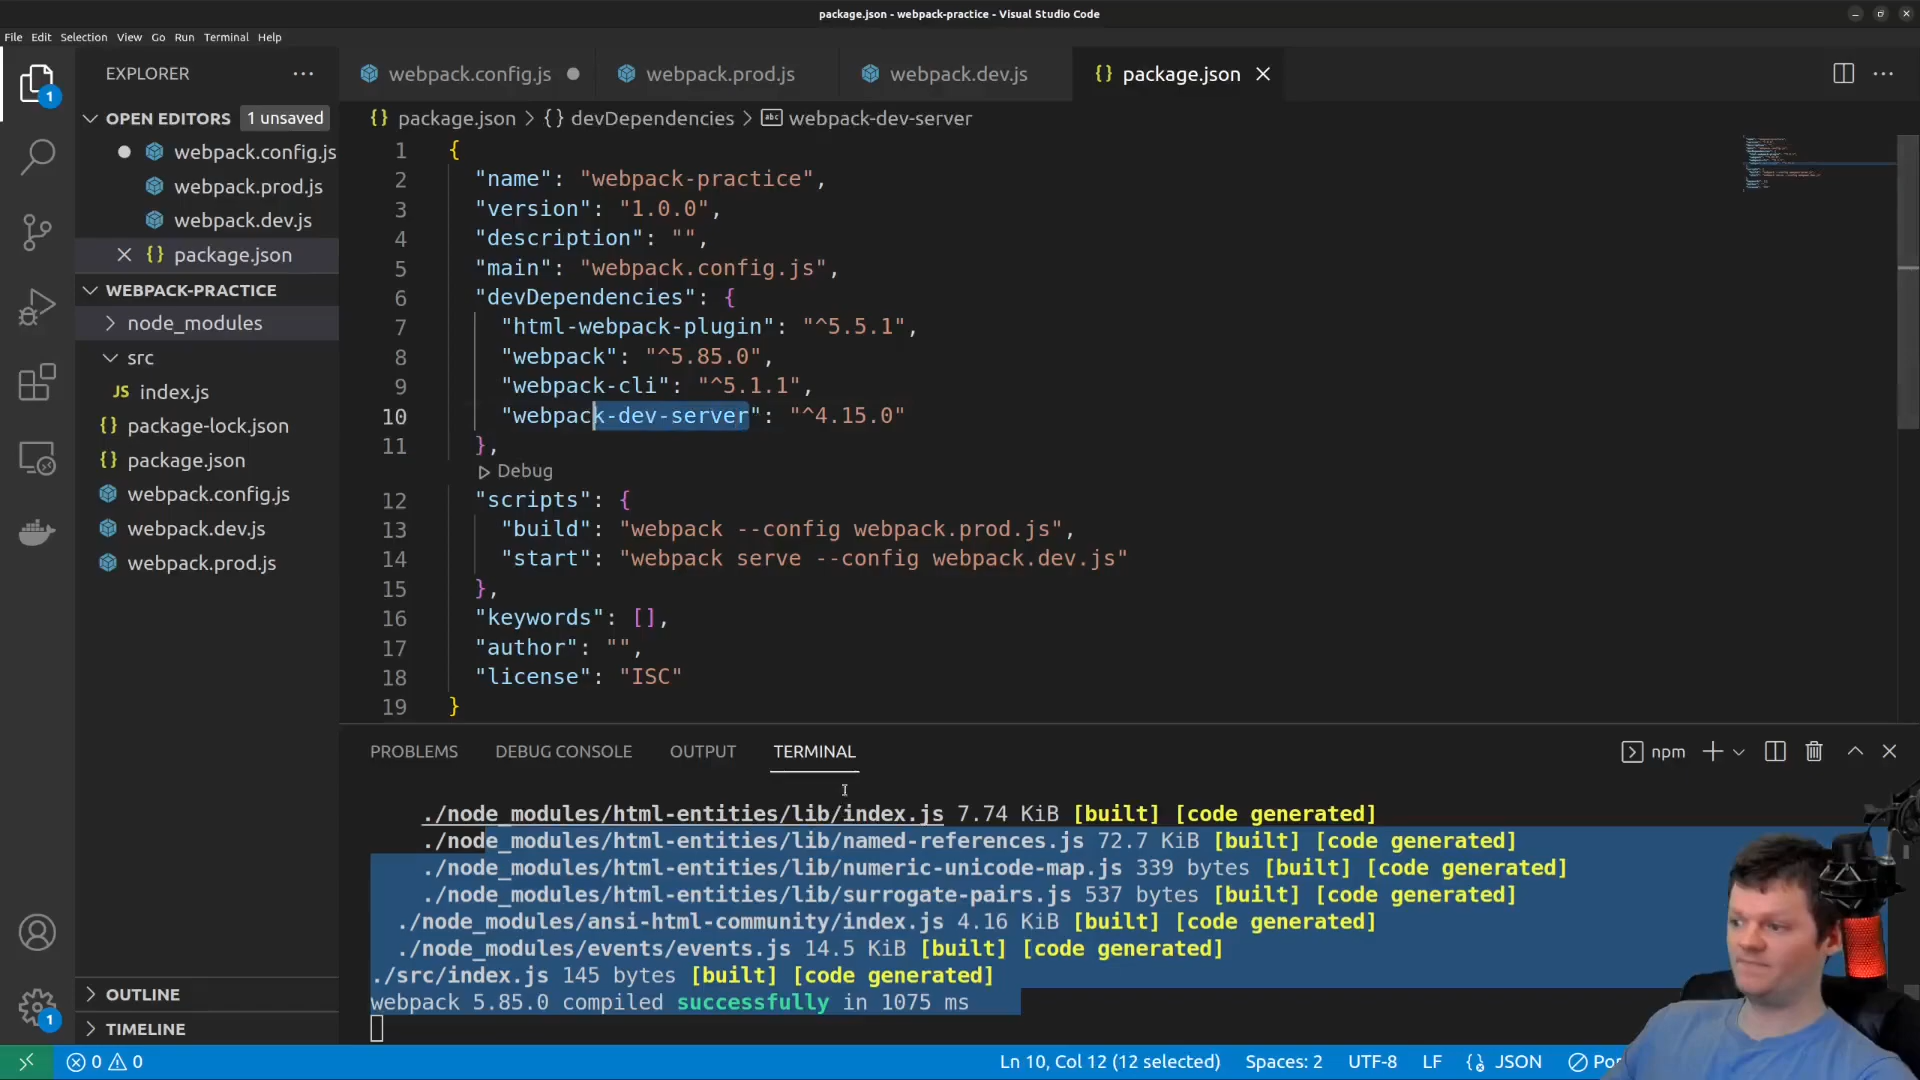 package.json - webpack-practice - Visual Studio Code
File Edit Selection View Go Run Terminal Help
EXPLORER
OPEN EDITORS 1 unsaved
webpack.config.js
webpack.prod.js
webpack.dev.js
package.json
WEBPACK-PRACTICE
node_modules
src
JS index.js
{} package-lock.json
{} package.json
webpack.config.js
webpack.dev.js
webpack.prod.js
OUTLINE
TIMELINE
1
1
webpack.config.js webpack.prod.js webpack.dev.js {} package.json
{} package.json > {} devDependencies > abc webpack-dev-server
1 {
2 "name": "webpack-practice",
3 "version": "1.0.0",
4 "description": "",
5 "main": "webpack.config.js",
6 "devDependencies": {
7 "html-webpack-plugin": "^5.5.1",
8 "webpack": "^5.85.0",
9 "webpack-cli": "^5.1.1",
10 "webpack-dev-server": "^4.15.0"
11 },
Debug
12 "scripts": {
13 "build": "webpack --config webpack.prod.js",
14 "start": "webpack serve --config webpack.dev.js"
15 },
16 "keywords": [],
17 "author": "",
18 "license": "ISC"
19 }
PROBLEMS DEBUG CONSOLE OUTPUT TERMINAL npm
./node_modules/html-entities/lib/index.js 7.74 KiB [built] [code generated]
./node_modules/html-entities/lib/named-references.js 72.7 KiB [built] [code generated]
./node_modules/html-entities/lib/numeric-unicode-map.js 339 bytes [built] [code generated]
./node_modules/html-entities/lib/surrogate-pairs.js 537 bytes [built] [code generated]
./node_modules/ansi-html-community/index.js 4.16 KiB [built] [code generated]
./node_modules/events/events.js 14.5 KiB [built] [code generated]
./src/index.js 145 bytes [built] [code generated]
webpack 5.85.0 compiled successfully in 1075 ms
0 0 Ln 10, Col 12 (12 selected) Spaces: 2 UTF-8 LF JSON